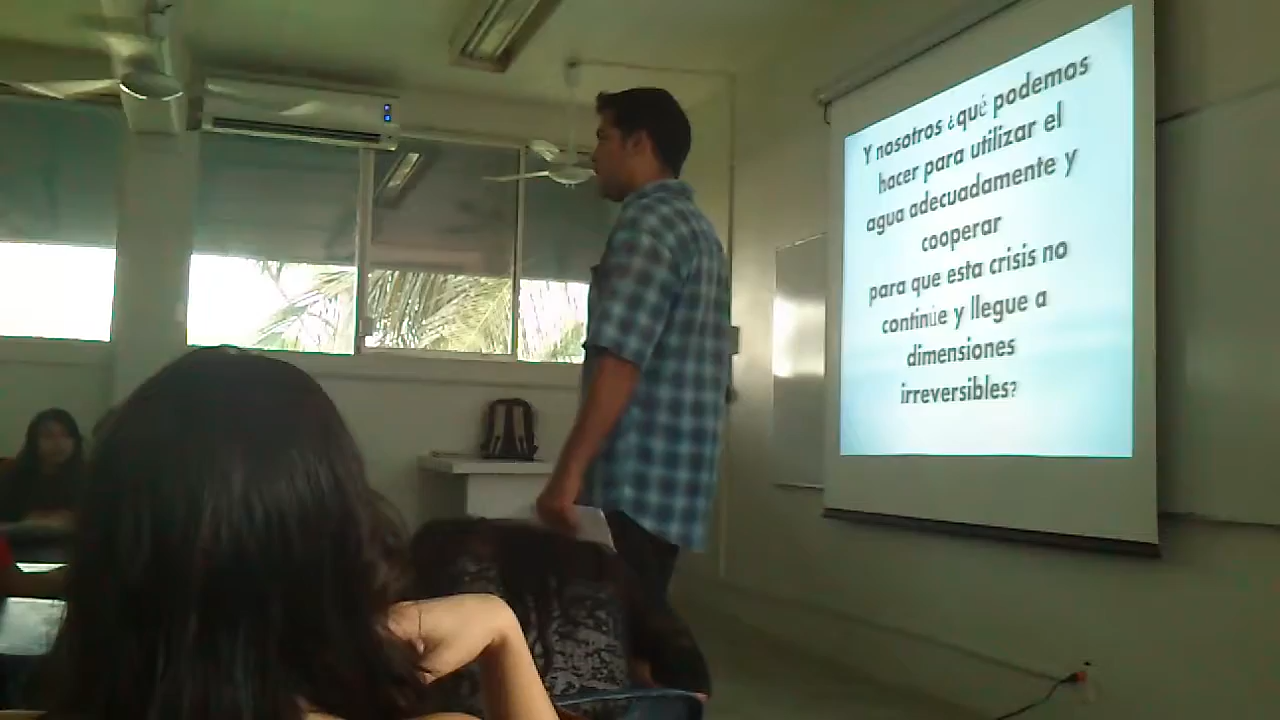 Y nosotros ¿qué podemos
hacer para utilizar el
agua adecuadamente y
cooperar
para que esta crisis no
continúe y llegue a
dimensiones
irreversibles?